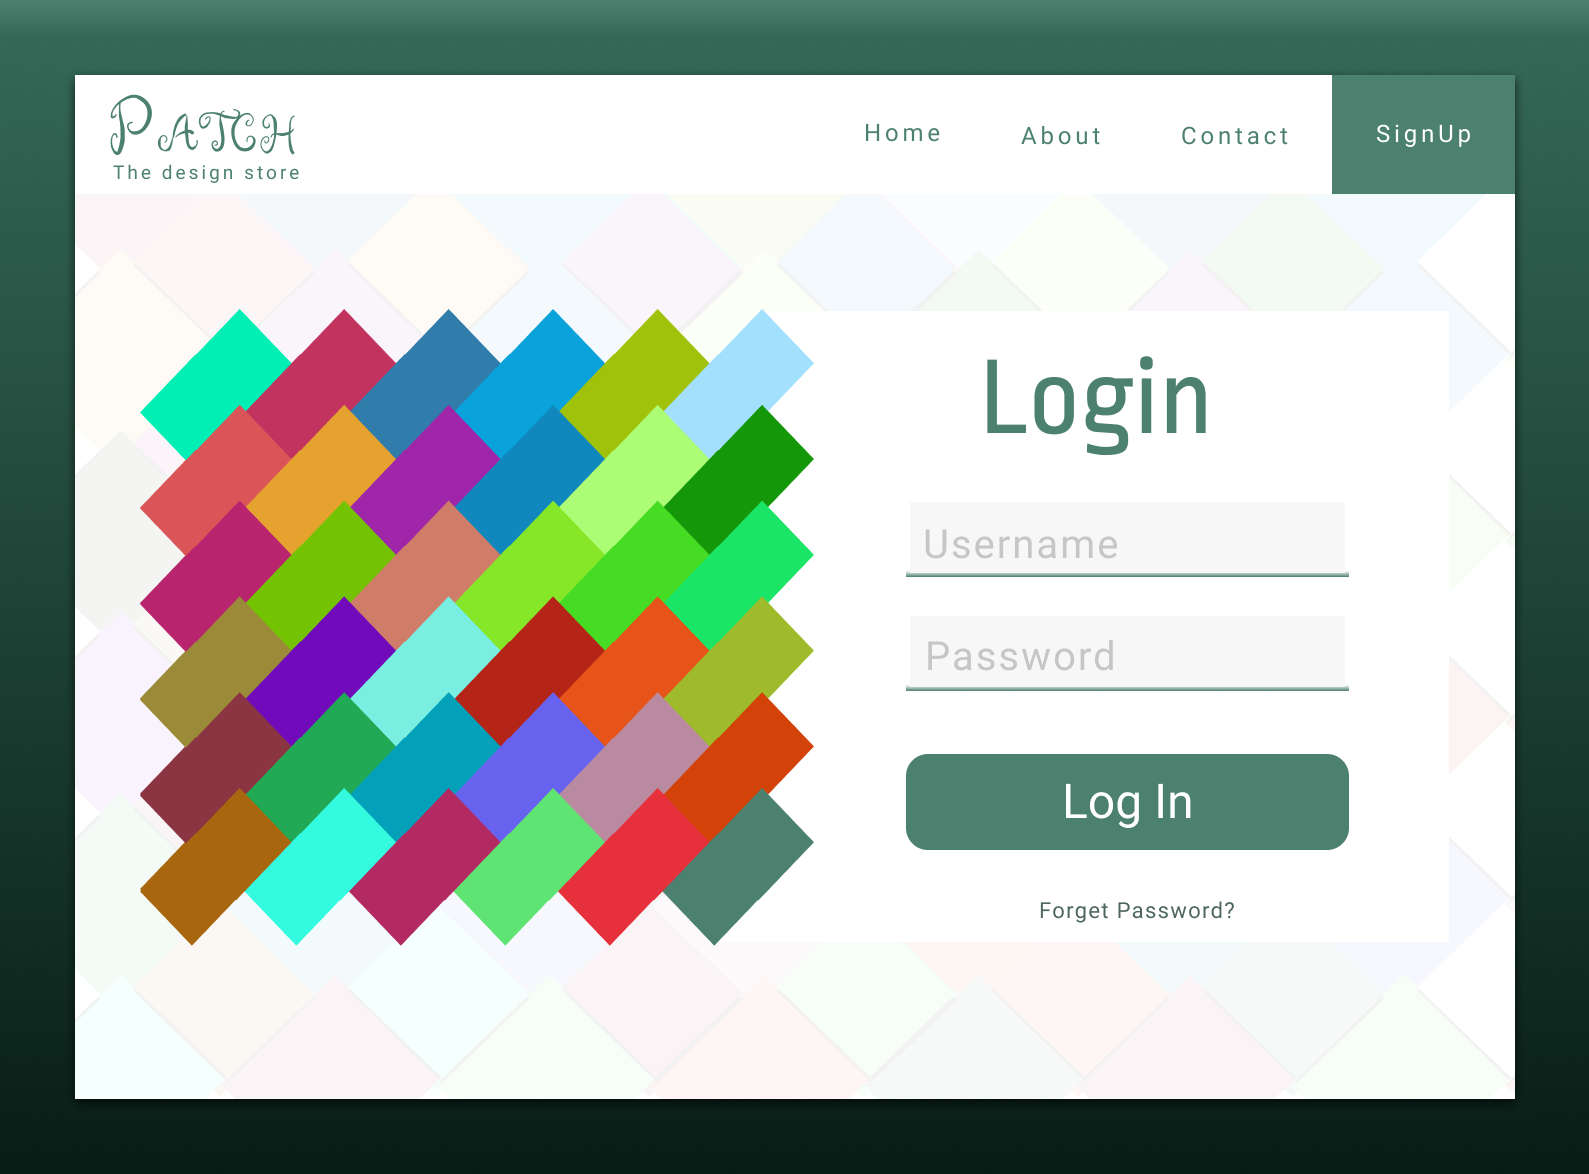 PATCH
The design store
Home
About
Contact
SignUp
Login
Username
Password
Log In
Forget Password?